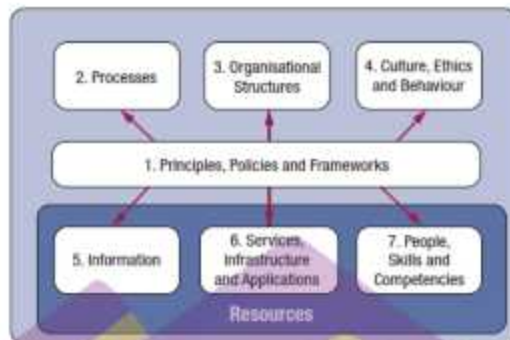 2. Processes
3. Organisational
Structures
4. Culture, Ethics
and Behaviour
1. Principles, Policies and Frameworks
5. Information
6. Services,
Infrastructure
and Applications
7. People,
Skills and
Competencies
Resources